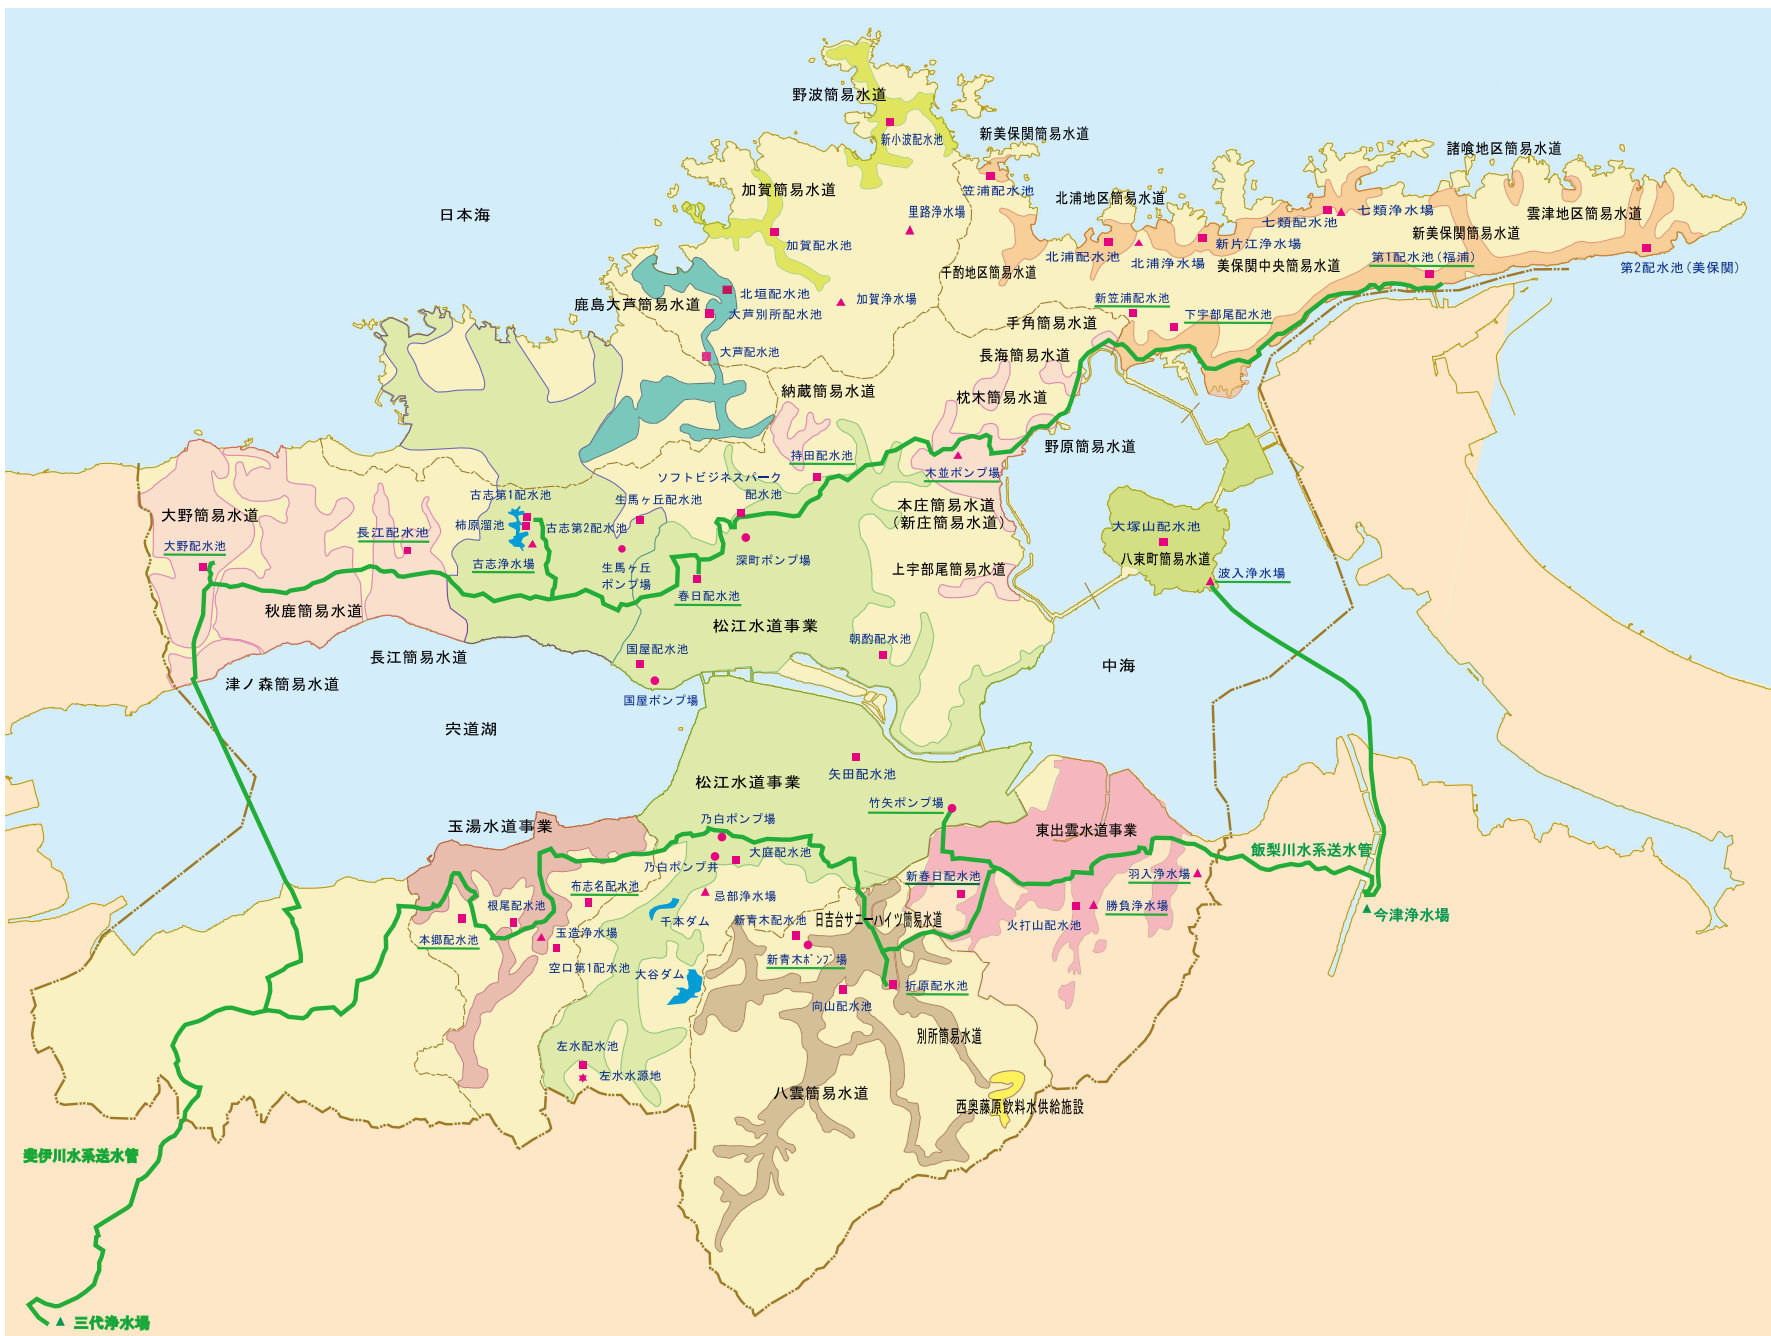 野波簡易水道
新小波配水池
新美保関簡易水道
諸喰地区簡易水道
笠浦配水池
加賀簡易水道
北浦地区簡易水道
日本海
里路浄水場
七類配水池
七類浄水場
雲津地区簡易水道
新美保関簡易水道
加賀配水池
北浦配水池
北浦浄水場
新片江浄水場
美保関中央簡易水道
第1配水池(福浦)
第2配水池(美保関)
千酌地区簡易水道
北垣配水池
加賀浄水場
新笠浦配水池
鹿島大芦簡易水道
大芦別所配水池
下宇部尾配水池
手角簡易水道
大芦配水池
長海簡易水道
納蔵簡易水道
枕木簡易水道
野原簡易水道
持田配水池
木並ポンプ場
ソフトビジネスパーク
配水池
古志第1配水池
生馬ヶ丘配水池
本庄簡易水道
(新庄簡易水道)
大野簡易水道
柿原溜池
古志第2配水池
長江配水池
大塚山配水池
大野配水池
古志浄水場
生馬ヶ丘
ポンプ場
深町ポンプ場
八束町簡易水道
上宇部尾簡易水道
波入浄水場
春日配水池
秋鹿簡易水道
松江水道事業
朝酌配水池
国屋配水池
長江簡易水道
中海
津ノ森簡易水道
国屋ポンプ場
宍道湖
矢田配水池
松江水道事業
竹矢ポンプ場
玉湯水道事業
乃白ポンプ場
東出雲水道事業
大庭配水池
飯梨川水系送水管
乃白ポンプ井
新春日配水池
羽入浄水場
布志名配水池
忌部浄水場
根尾配水池
千本ダム
新青木配水池
日吉台サニーハイツ簡易水道
火打山配水池
勝負浄水場
今津浄水場
本郷配水池
玉造浄水場
空口第1配水池
大谷ダム
新青木ﾎﾟﾝﾌﾟ場
折原配水池
向山配水池
別所簡易水道
左水配水池
左水水源地
八雲簡易水道
西奥藤原飲料水供給施設
斐伊川水系送水管
三代浄水場